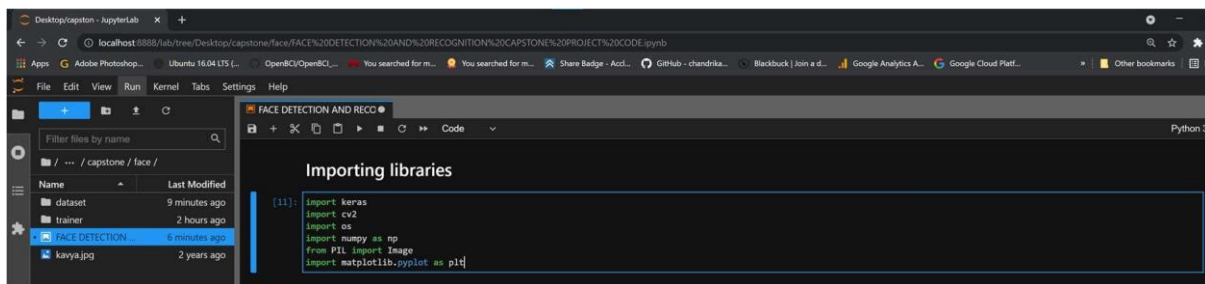 Desktop/capston - JupyterLab
localhost:8888/lab/tree/Desktop/capstone/face/FACE%20DETECTION%20AND%20RECOGNITION%20CAPSTONE%20PROJECT%20CODE.ipynb
Apps Adobe Photoshop... Ubuntu 16.04 LTS (... OpenBCI/OpenBCI_... You searched for m... You searched for m... Share Badge - Accl... GitHub - chandrika... Blackbuck | Join a d... Google Analytics A... Google Cloud Platf... » Other bookmarks
File Edit View Run Kernel Tabs Settings Help
FACE DETECTION AND RECO
Code
Python 3
Filter files by name
/ ··· / capstone / face /
Name Last Modified
dataset 9 minutes ago
trainer 2 hours ago
FACE DETECTION ... 6 minutes ago
kavya.jpg 2 years ago
Importing libraries
[11]: import keras
import cv2
import os
import numpy as np
from PIL import Image
import matplotlib.pyplot as plt